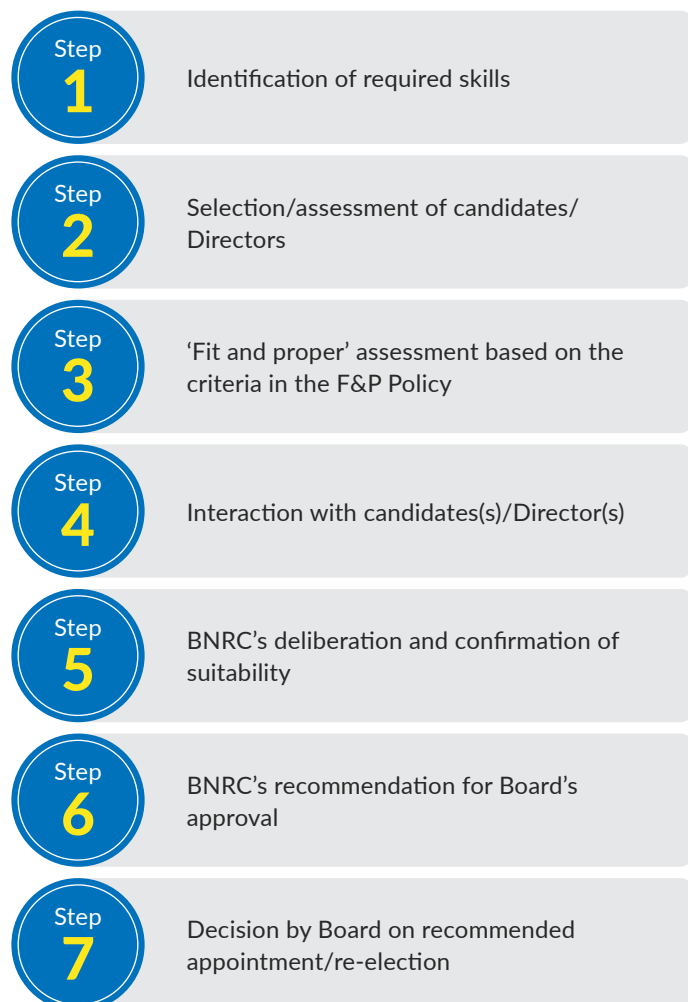 Step
1
Identification of required skills
Step
2
Selection/assessment of candidates/
Directors
Step
3
‘Fit and proper’ assessment based on the
criteria in the F&P Policy
Step
4
Interaction with candidates(s)/Director(s)
Step
5
BNRC’s deliberation and confirmation of
suitability
Step
6
BNRC’s recommendation for Board’s
approval
Step
7
Decision by Board on recommended
appointment/re-election